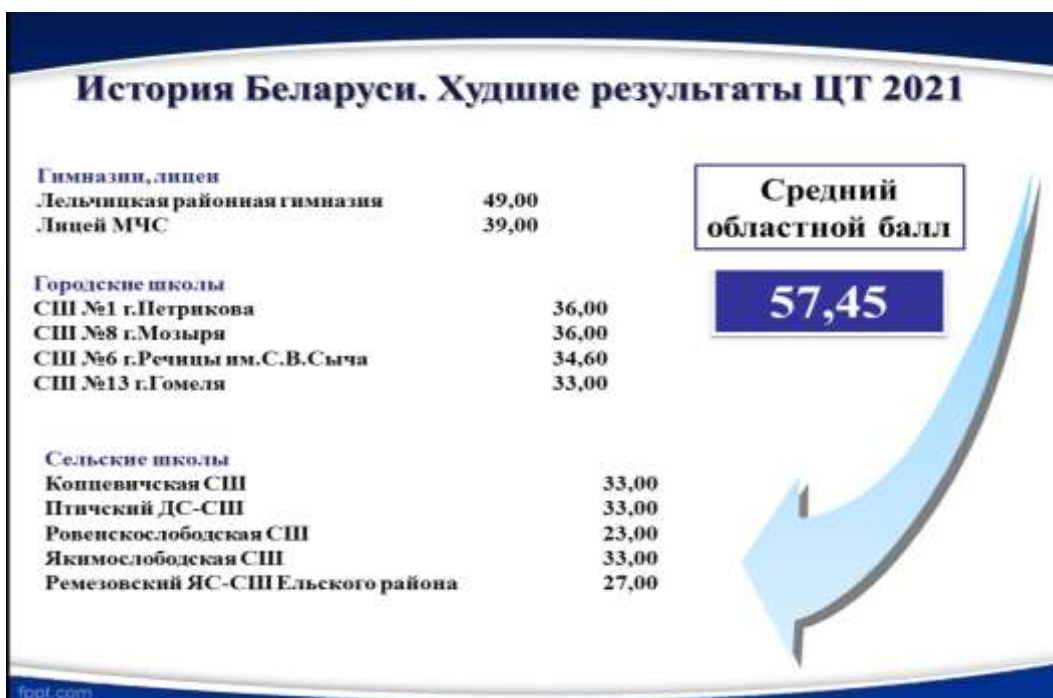 История Беларуси. Худшие результаты ЦТ 2021
Гимназии, лицеи
Лельчицкая районная гимназия 49,00
Лицей МЧС 39,00
Средний
областной балл
57,45
Городские школы
СШ №1 г.Петрикова 36,00
СШ №8 г.Мозыря 36,00
СШ №6 г.Речицы им.С.В.Сыча 34,60
СШ №13 г.Гомеля 33,00
Сельские школы
Копцевичская СШ 33,00
Птичский ДС-СШ 33,00
Ровенскослободская СШ 23,00
Якимослободская СШ 33,00
Ремезовский ЯС-СШ Ельского района 27,00
fppt.com